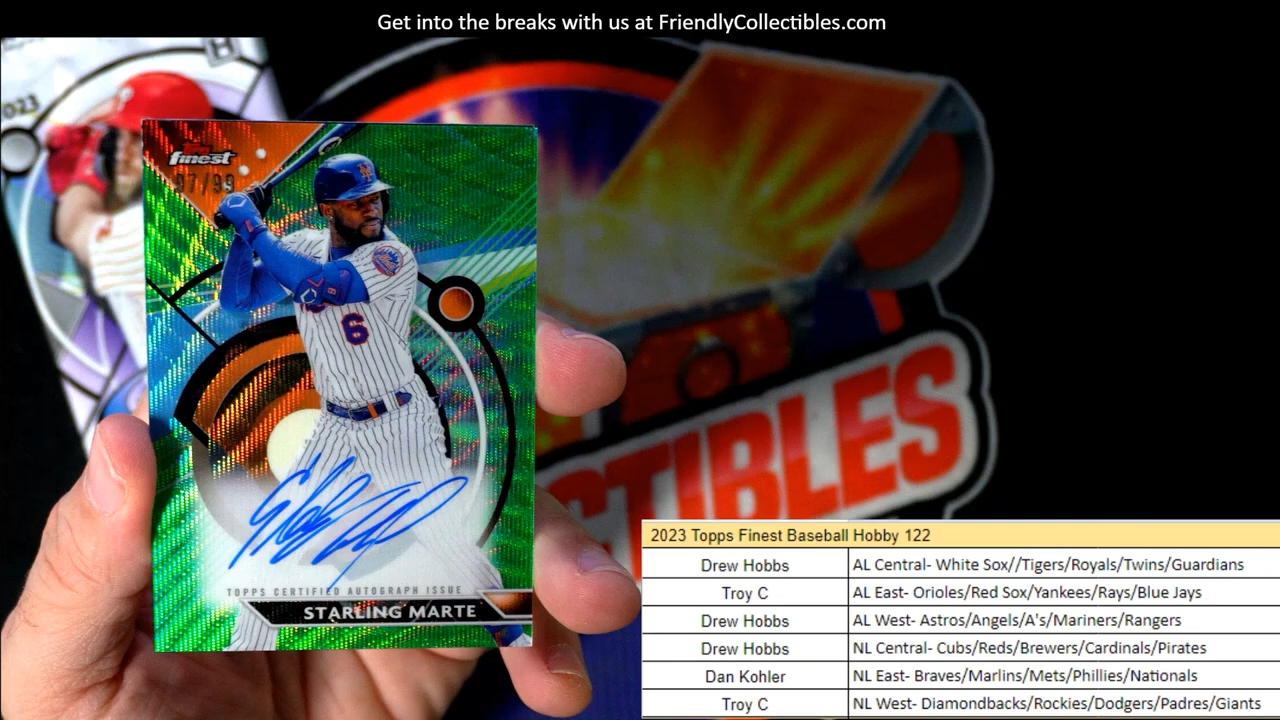 Get into the breaks with us at FriendlyCollectibles.com
H
2023
Topps
finest
97/99
6
TIBLES
TOPPS CERTIFIED AUTOGRAPH ISSUE
STARLING MARTE
2023 Topps Finest Baseball Hobby 122
Drew Hobbs AL Central- White Sox//Tigers/Royals/Twins/Guardians
Troy C AL East- Orioles/Red Sox/Yankees/Rays/Blue Jays
Drew Hobbs AL West- Astros/Angels/A's/Mariners/Rangers
Drew Hobbs NL Central- Cubs/Reds/Brewers/Cardinals/Pirates
Dan Kohler NL East- Braves/Marlins/Mets/Phillies/Nationals
Troy C NL West- Diamondbacks/Rockies/Dodgers/Padres/Giants